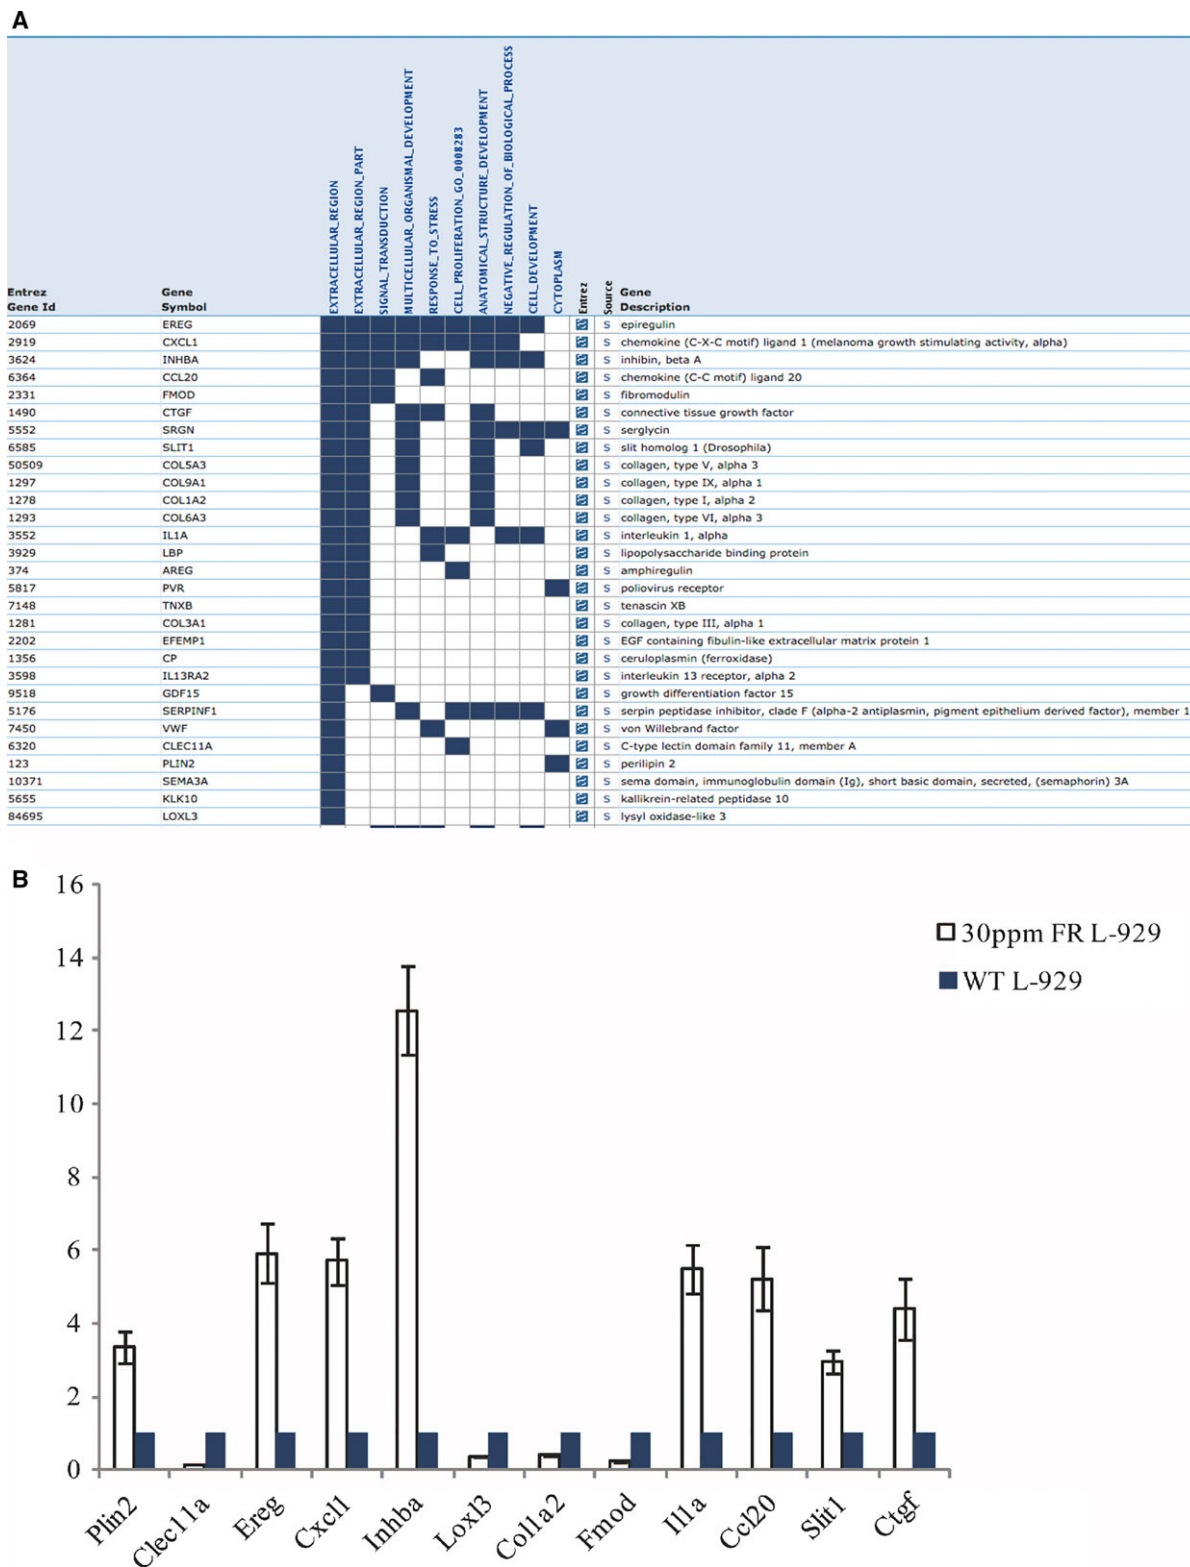 A
EXTRACELLULAR_REGION
EXTRACELLULAR_REGION_PART
SIGNAL_TRANSDUCTION
MULTICELLULAR_ORGANISMAL_DEVELOPMENT
RESPONSE_TO_STRESS
CELL_PROLIFERATION_GO_0008283
ANATOMICAL_STRUCTURE_DEVELOPMENT
NEGATIVE_REGULATION_OF_BIOLOGICAL_PROCESS
CELL_DEVELOPMENT
CYTOPLASM
Entrez
Source
Entrez Gene Id
Gene Symbol
Gene Description
2069 EREG S epiregulin
2919 CXCL1 S chemokine (C-X-C motif) ligand 1 (melanoma growth stimulating activity, alpha)
3624 INHBA S inhibin, beta A
6364 CCL20 S chemokine (C-C motif) ligand 20
2331 FMOD S fibromodulin
1490 CTGF S connective tissue growth factor
5552 SRGN S serglycin
6585 SLIT1 S slit homolog 1 (Drosophila)
50509 COL5A3 S collagen, type V, alpha 3
1297 COL9A1 S collagen, type IX, alpha 1
1278 COL1A2 S collagen, type I, alpha 2
1293 COL6A3 S collagen, type VI, alpha 3
3552 IL1A S interleukin 1, alpha
3929 LBP S lipopolysaccharide binding protein
374 AREG S amphiregulin
5817 PVR S poliovirus receptor
7148 TNXB S tenascin XB
1281 COL3A1 S collagen, type III, alpha 1
2202 EFEMP1 S EGF containing fibulin-like extracellular matrix protein 1
1356 CP S ceruloplasmin (ferroxidase)
3598 IL13RA2 S interleukin 13 receptor, alpha 2
9518 GDF15 S growth differentiation factor 15
5176 SERPINF1 S serpin peptidase inhibitor, clade F (alpha-2 antiplasmin, pigment epithelium derived factor), member 1
7450 VWF S von Willebrand factor
6320 CLEC11A S C-type lectin domain family 11, member A
123 PLIN2 S perilipin 2
10371 SEMA3A S sema domain, immunoglobulin domain (Ig), short basic domain, secreted, (semaphorin) 3A
5655 KLK10 S kallikrein-related peptidase 10
84695 LOXL3 S lysyl oxidase-like 3
B
16
14
12
10
8
6
4
2
0
30ppm FR L-929
WT L-929
Plin2
Clec11a
Ereg
Cxcl1
Inhba
Loxl3
Col1a2
Fmod
Il1a
Ccl20
Slit1
Ctgf